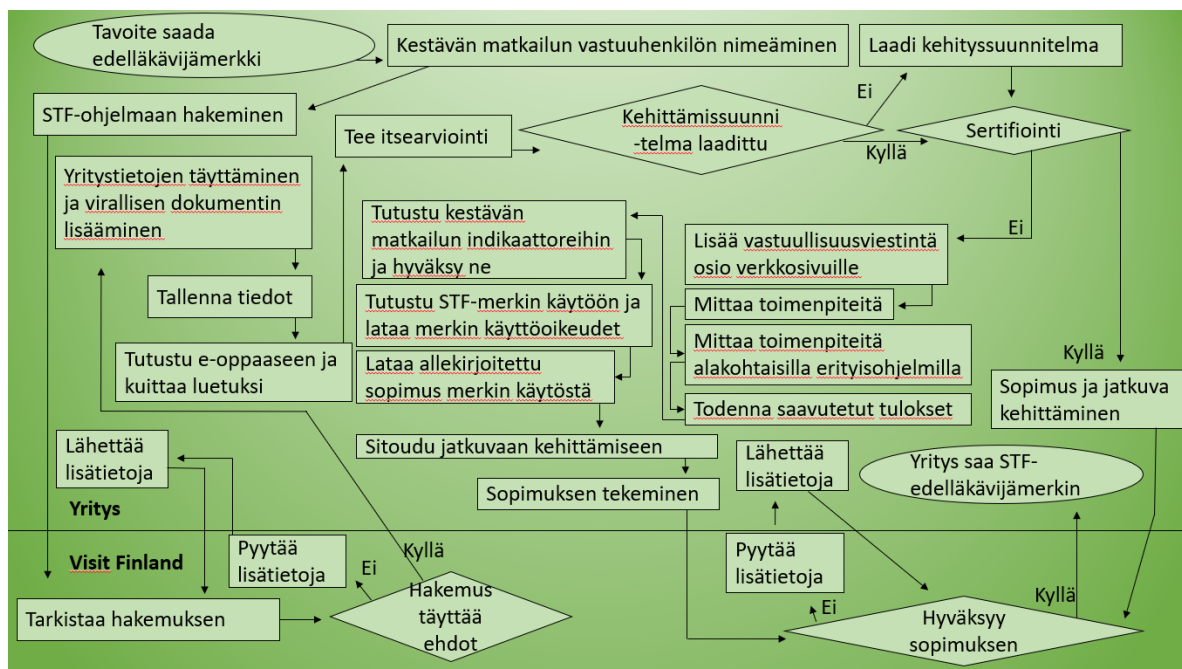 Tavoite saada
edelläkävijämerkki
Kestävän matkailun vastuuhenkilön nimeäminen
Laadi kehityssuunnitelma
STF-ohjelmaan hakeminen
Tee itsearviointi
Kehittämissuunni
-telma laadittu
Ei
Kyllä
Sertifiointi
Yritystietojen täyttäminen
ja virallisen dokumentin
lisääminen
Tallenna tiedot
Tutustu e-oppaaseen ja
kuittaa luetuksi
Tutustu kestävän
matkailun indikaattoreihin
ja hyväksy ne
Tutustu STF-merkin käytöön ja
lataa merkin käyttöoikeudet
Lataa allekirjoitettu
sopimus merkin käytöstä
Sitoudu jatkuvaan kehittämiseen
Sopimuksen tekeminen
Ei
Lisää vastuullisuusviestintä
osio verkkosivuille
Mittaa toimenpiteitä
Mittaa toimenpiteitä
alakohtaisilla erityisohjelmilla
Todenna saavutetut tulokset
Kyllä
Sopimus ja jatkuva
kehittäminen
Lähettää
lisätietoja
Lähettää
lisätietoja
Yritys saa STF-
edelläkävijämerkin
Yritys
Visit Finland
Pyytää
lisätietoja
Ei
Kyllä
Tarkistaa hakemuksen
Hakemus
täyttää
ehdot
Pyytää
lisätietoja
Ei
Kyllä
Hyväksyy
sopimuksen